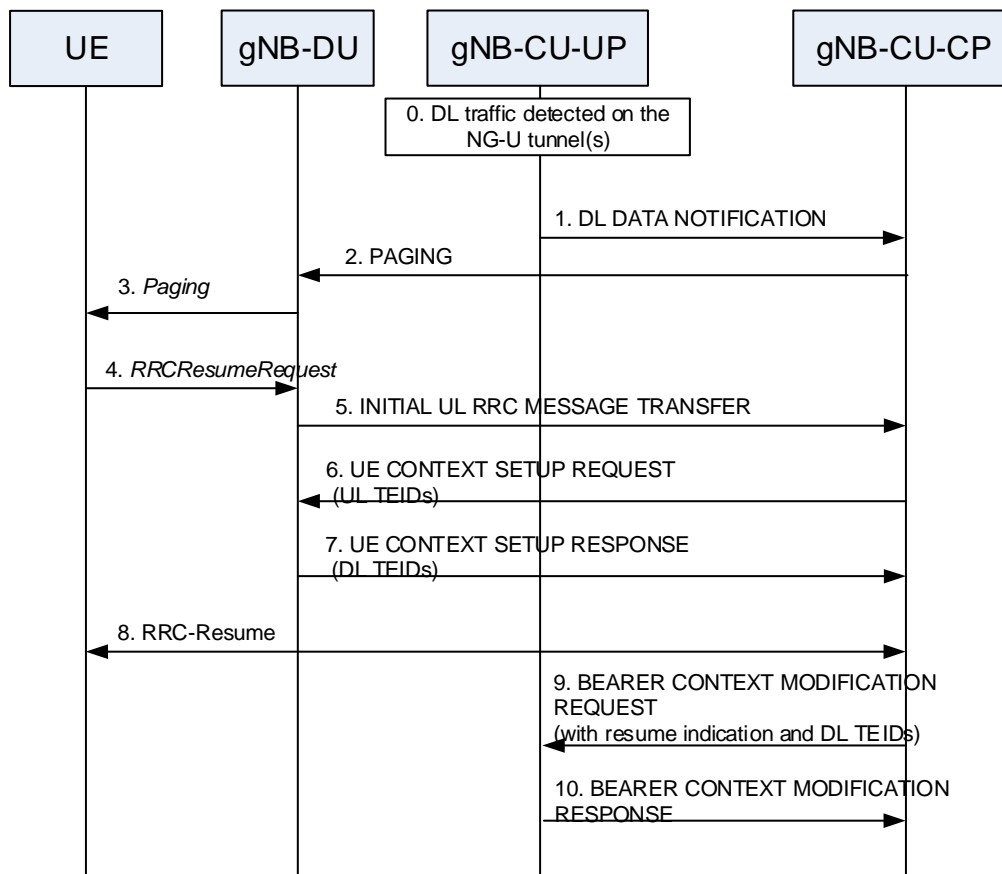 UE
gNB-DU
gNB-CU-UP
gNB-CU-CP
0. DL traffic detected on the
NG-U tunnel(s)
1. DL DATA NOTIFICATION
2. PAGING
3. Paging
4. RRCResumeRequest
5. INITIAL UL RRC MESSAGE TRANSFER
6. UE CONTEXT SETUP REQUEST
(UL TEIDs)
7. UE CONTEXT SETUP RESPONSE
(DL TEIDs)
8. RRC-Resume
9. BEARER CONTEXT MODIFICATION
REQUEST
(with resume indication and DL TEIDs)
10. BEARER CONTEXT MODIFICATION
RESPONSE